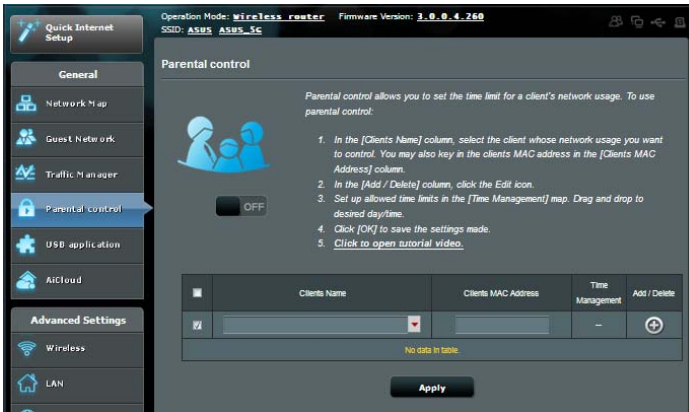 Quick Internet
Setup
Operation Mode: Wireless router Firmware Version: 3.0.0.4.260
SSID: ASUS ASUS_5G
General
Network Map
Guest Network
Traffic Manager
Parental control
USB application
AiCloud
Advanced Settings
Wireless
LAN
Parental control
Parental control allows you to set the time limit for a client's network usage. To use
parental control:
1. In the [Clients Name] column, select the client whose network usage you want
to control. You may also key in the clients MAC address in the [Clients MAC
Address] column.
2. In the [Add / Delete] column, click the Edit icon.
3. Set up allowed time limits in the [Time Management] map. Drag and drop to
desired day/time.
4. Click [OK] to save the settings made.
5. Click to open tutorial video.
OFF
Clients Name Clients MAC Address Time Management Add / Delete
–
No data in table.
Apply